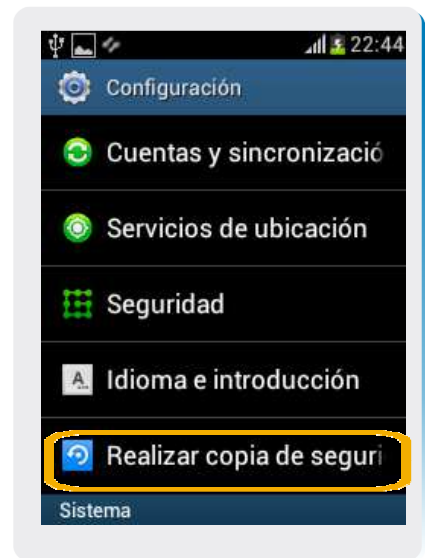 22:44
Configuración
Cuentas y sincronizació
Servicios de ubicación
Seguridad
A
Idioma e introducción
Realizar copia de seguri
Sistema